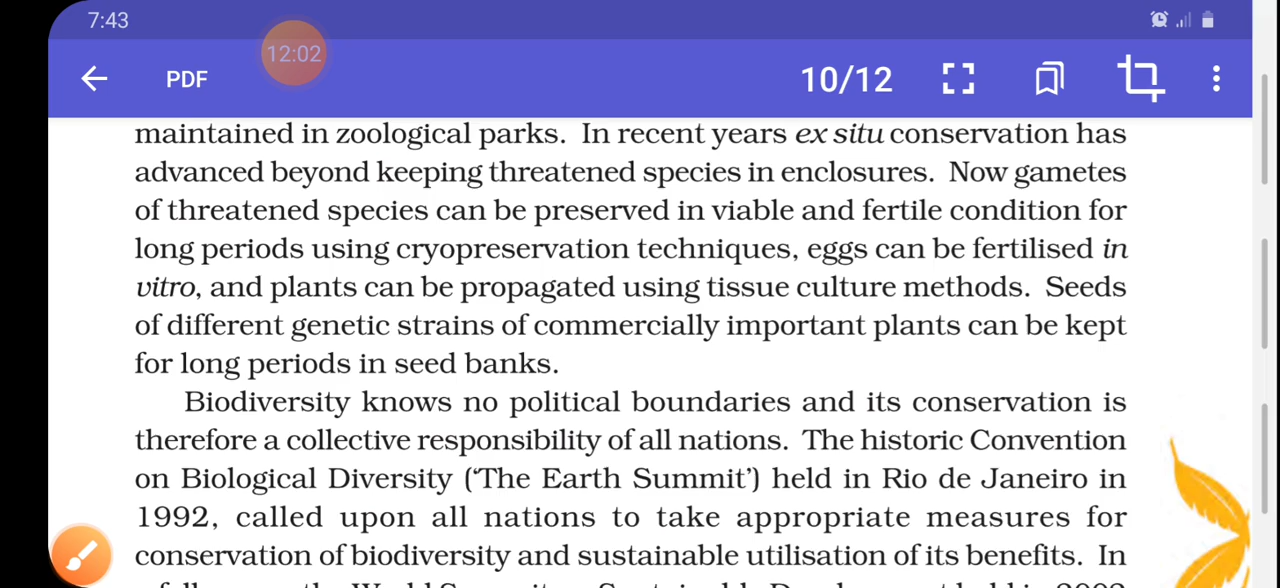 7:43
12:02
PDF
10/12
maintained in zoological parks. In recent years ex situ conservation has
advanced beyond keeping threatened species in enclosures. Now gametes
of threatened species can be preserved in viable and fertile condition for
long periods using cryopreservation techniques, eggs can be fertilised in
vitro, and plants can be propagated using tissue culture methods. Seeds
of different genetic strains of commercially important plants can be kept
for long periods in seed banks.
Biodiversity knows no political boundaries and its conservation is
therefore a collective responsibility of all nations. The historic Convention
on Biological Diversity (‘The Earth Summit’) held in Rio de Janeiro in
1992, called upon all nations to take appropriate measures for
conservation of biodiversity and sustainable utilisation of its benefits. In